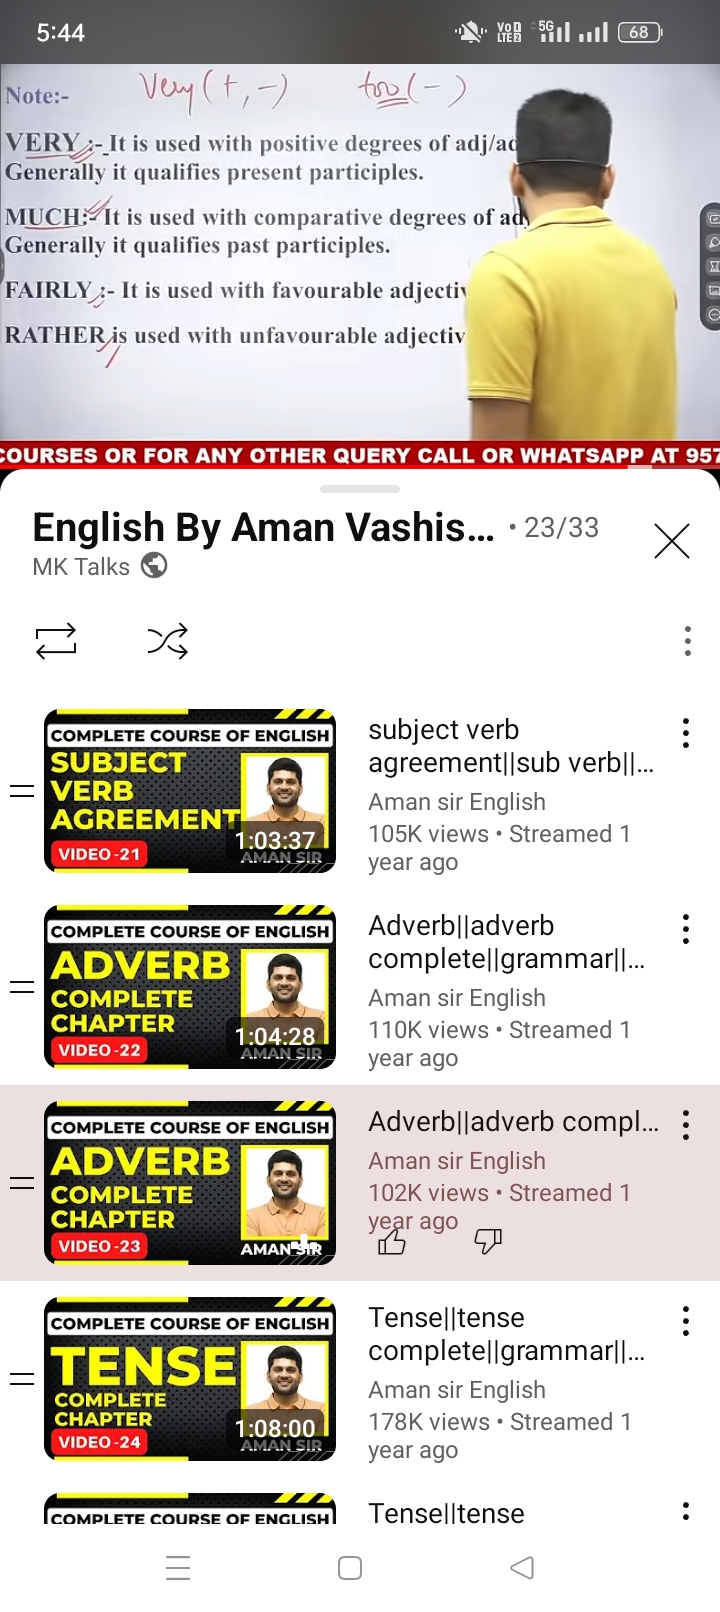 5:44
VoD
LTE2
5G
68
Note:-
Very (+, -) too (-)
VERY :- It is used with positive degrees of adj/ad
Generally it qualifies present participles.
MUCH:- It is used with comparative degrees of ad
Generally it qualifies past participles.
FAIRLY :- It is used with favourable adjectiv
RATHER is used with unfavourable adjectiv
COURSES OR FOR ANY OTHER QUERY CALL OR WHATSAPP AT 957
English By Aman Vashis... • 23/33
MK Talks
COMPLETE COURSE OF ENGLISH
SUBJECT
VERB
AGREEMENT
VIDEO -21
1:03:37
AMAN SIR
subject verb
agreement||sub verb||...
Aman sir English
105K views • Streamed 1
year ago
COMPLETE COURSE OF ENGLISH
ADVERB
COMPLETE
CHAPTER
VIDEO -22
1:04:28
AMAN SIR
Adverb||adverb
complete||grammar||...
Aman sir English
110K views • Streamed 1
year ago
COMPLETE COURSE OF ENGLISH
ADVERB
COMPLETE
CHAPTER
VIDEO -23
AMAN SIR
Adverb||adverb compl...
Aman sir English
102K views • Streamed 1
year ago
COMPLETE COURSE OF ENGLISH
TENSE
COMPLETE
CHAPTER
VIDEO -24
1:08:00
AMAN SIR
Tense||tense
complete||grammar||...
Aman sir English
178K views • Streamed 1
year ago
COMPLETE COURSE OF ENGLISH
Tense||tense